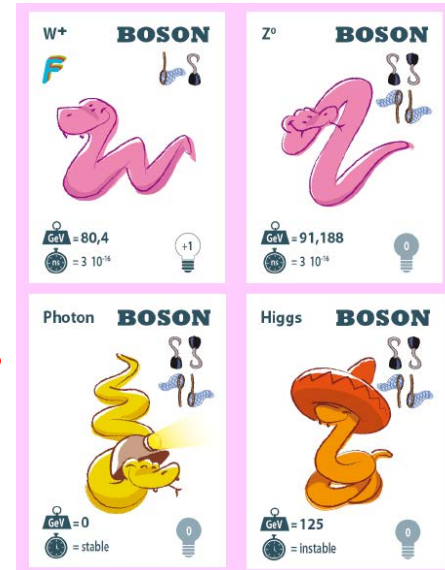 W⁺ BOSON
F
GeV = 80,4
ns = 3 10⁻¹⁶
+1
Z⁰ BOSON
GeV = 91,188
ns = 3 10⁻¹⁶
0
Photon BOSON
GeV = 0
= stable
0
Higgs BOSON
GeV = 125
= instable
0